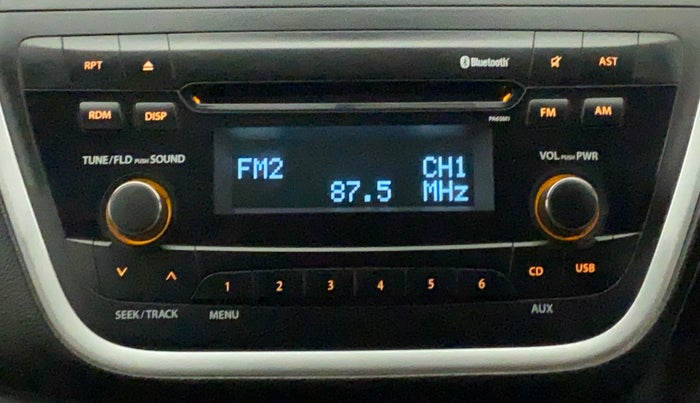 RPT
Bluetooth
AST
RDM
DISP
FM
AM
TUNE/FLD PUSH SOUND
VOL PUSH PWR
FM2 CH1
87.5 MHz
1 2 3 4 5 6
CD
USB
SEEK/TRACK
MENU
AUX